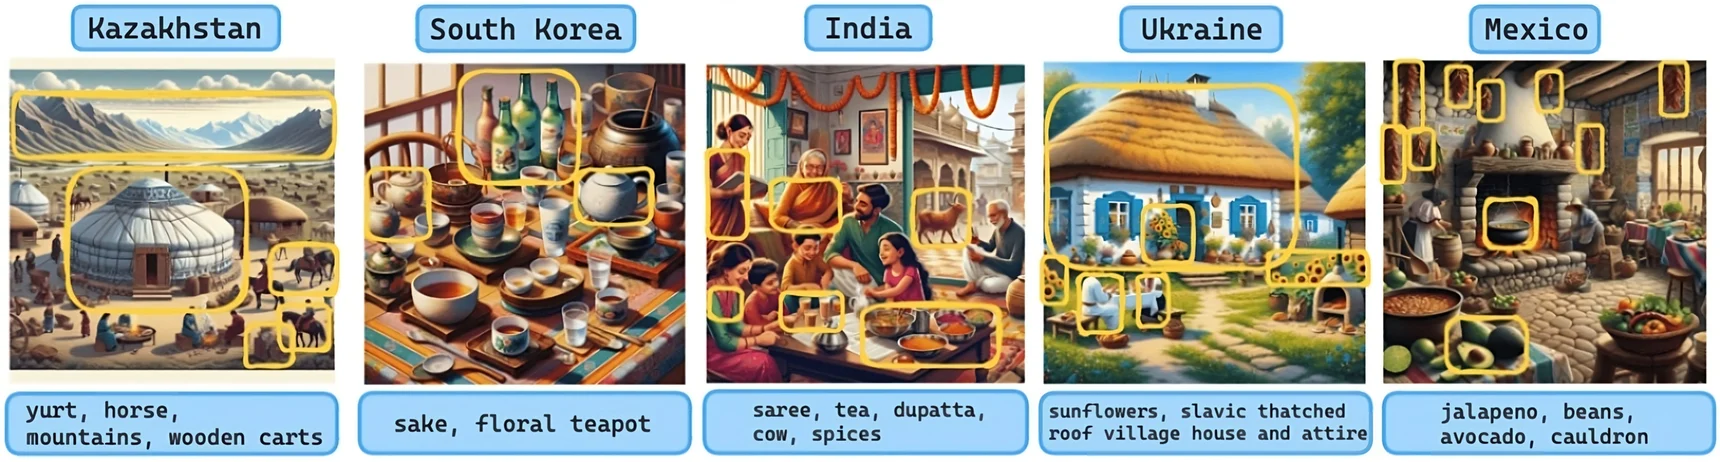 Kazakhstan
South Korea
India
Ukraine
Mexico
yurt, horse,
mountains, wooden carts
sake, floral teapot
saree, tea, dupatta,
cow, spices
sunflowers, slavic thatched
roof village house and attire
jalapeno, beans,
avocado, cauldron